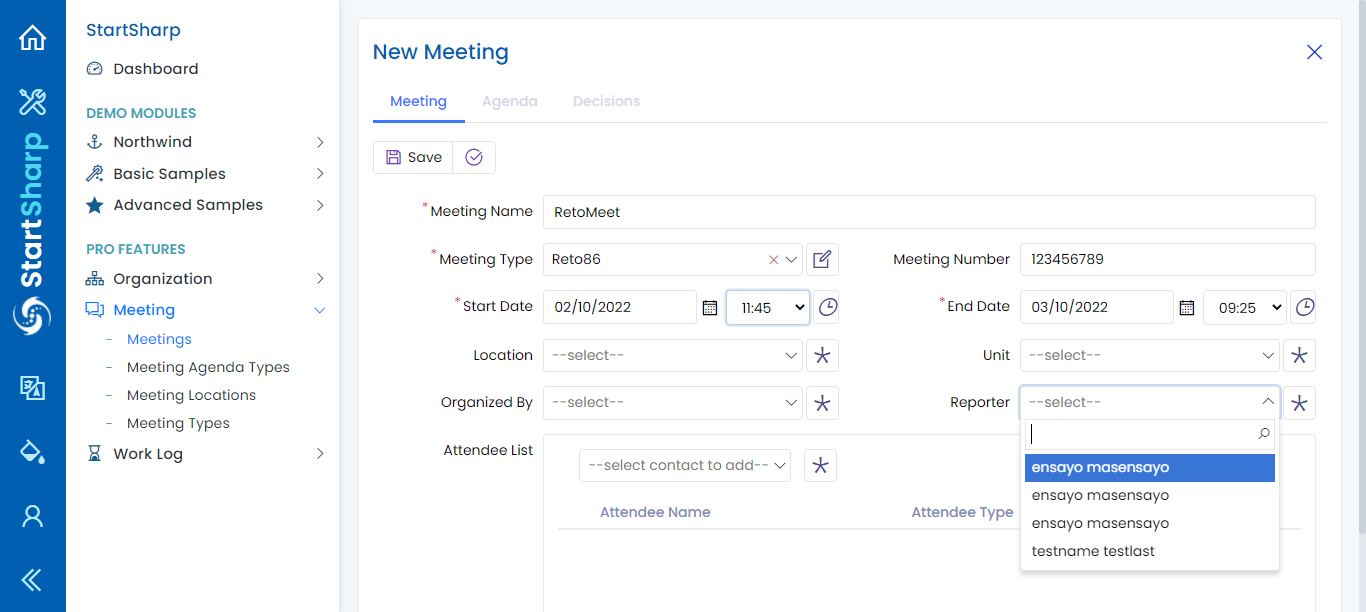 StartSharp
StartSharp
Dashboard
DEMO MODULES
Northwind
Basic Samples
Advanced Samples
PRO FEATURES
Organization
Meeting
Meetings
Meeting Agenda Types
Meeting Locations
Meeting Types
Work Log
New Meeting
Meeting Agenda Decisions
Save
*Meeting Name RetoMeet
*Meeting Type Reto86 Meeting Number 123456789
*Start Date 02/10/2022 11:45 *End Date 03/10/2022 09:25
Location --select-- Unit --select--
Organized By --select-- Reporter --select--
Attendee List
--select contact to add--
Attendee Name Attendee Type
ensayo masensayo
ensayo masensayo
ensayo masensayo
testname testlast